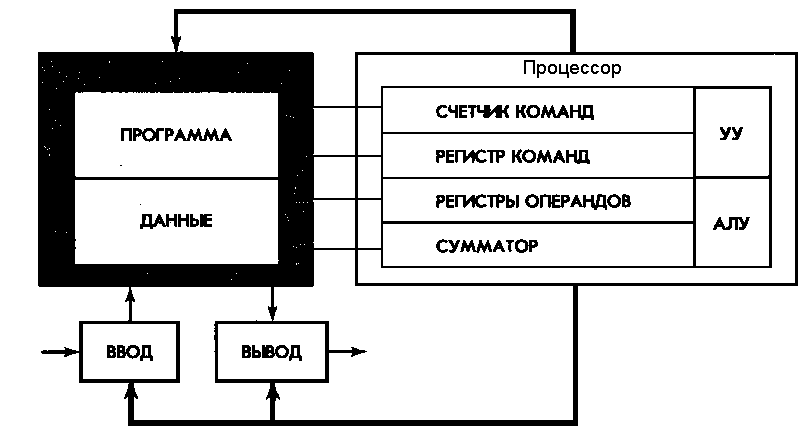 Процессор
ПРОГРАММА
ДАННЫЕ
СЧЕТЧИК КОМАНД
РЕГИСТР КОМАНД
УУ
РЕГИСТРЫ ОПЕРАНДОВ
СУММАТОР
АЛУ
ВВОД
ВЫВОД